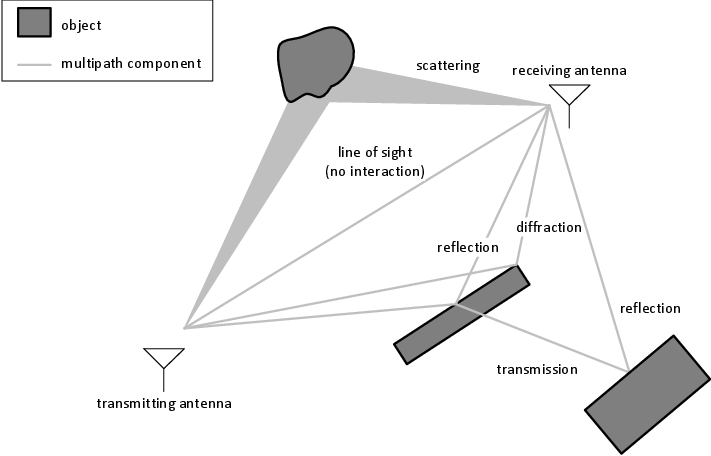 object
multipath component
scattering
receiving antenna
line of sight
(no interaction)
diffraction
reflection
reflection
transmission
transmitting antenna